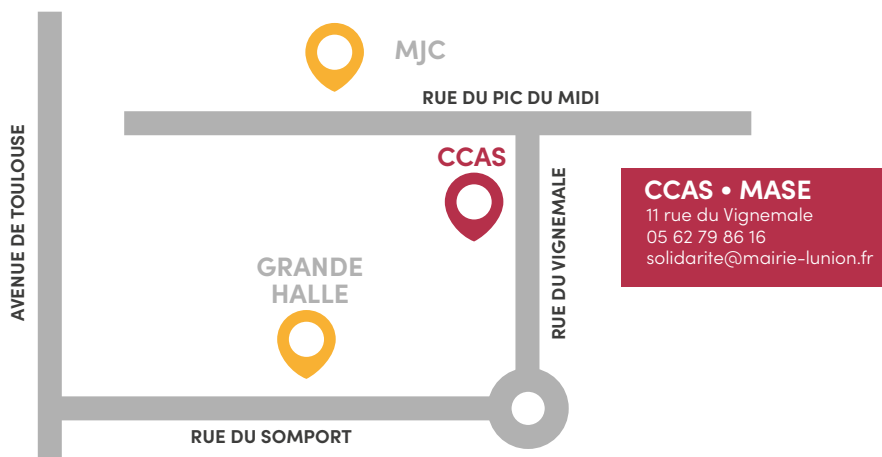 MJC
RUE DU PIC DU MIDI
AVENUE DE TOULOUSE
CCAS
RUE DU VIGNEMALE
CCAS • MASE
11 rue du Vignemale
05 62 79 86 16
solidarite@mairie-lunion.fr
GRANDE
HALLE
RUE DU SOMPORT